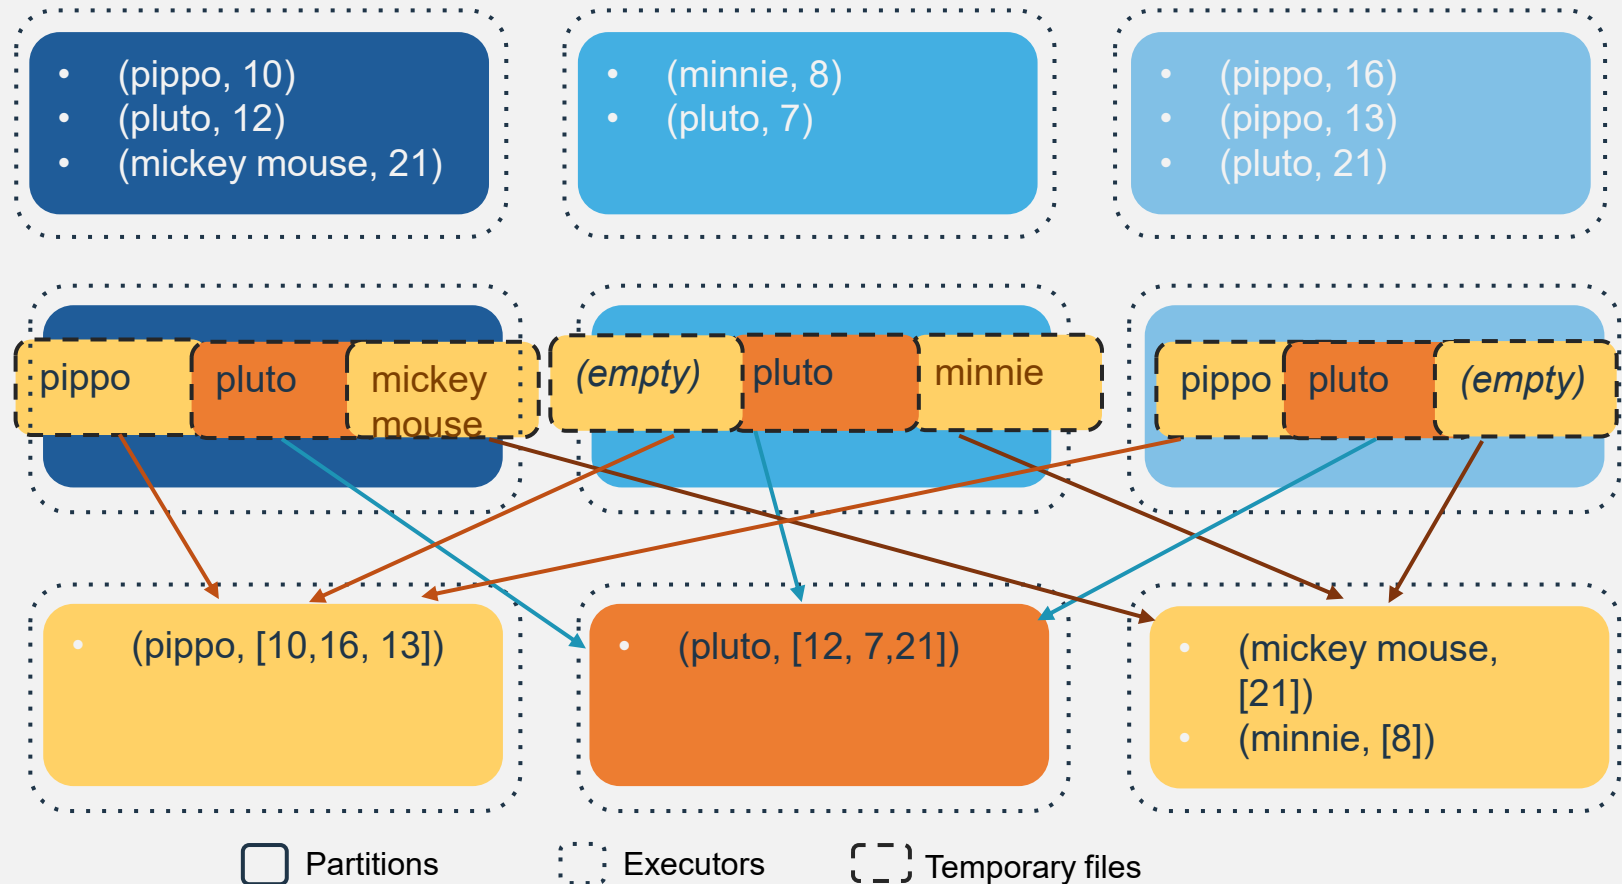 • (pippo, 10)
• (pluto, 12)
• (mickey mouse, 21)
• (minnie, 8)
• (pluto, 7)
• (pippo, 16)
• (pippo, 13)
• (pluto, 21)
pippo
pluto
mickey
mouse
(empty)
pluto
minnie
pippo
pluto
(empty)
• (pippo, [10,16, 13])
• (pluto, [12, 7,21])
• (mickey mouse,
[21])
• (minnie, [8])
Partitions
Executors
Temporary files